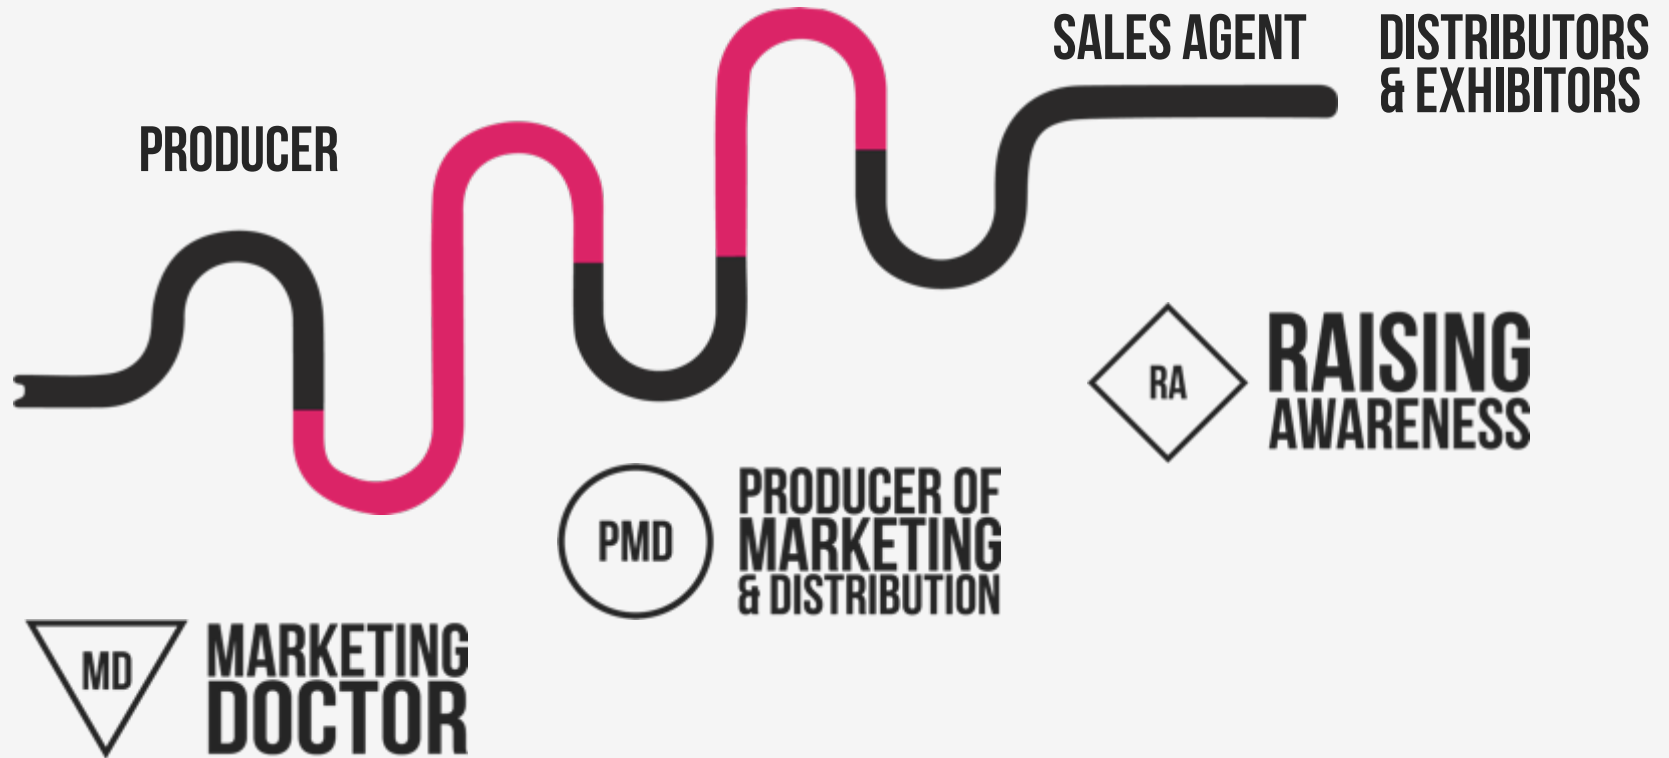 SALES AGENT
DISTRIBUTORS
& EXHIBITORS
PRODUCER
RA
RAISING
AWARENESS
PMD
PRODUCER OF
MARKETING
& DISTRIBUTION
MD
MARKETING
DOCTOR